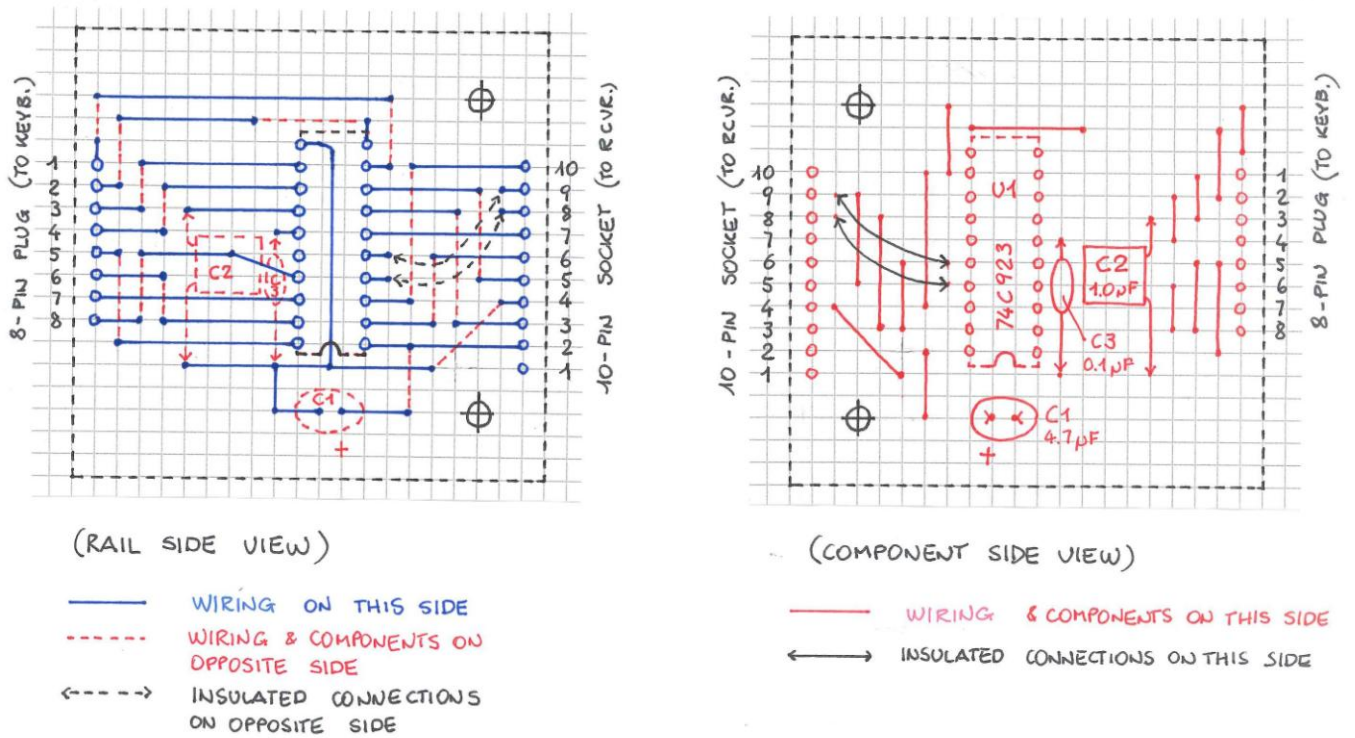 8-PIN PLUG (TO KEYB.)
1
2
3
4
5
6
7
8
C2
C3
C1
+
10
9
8
7
6
5
4
3
2
1
10-PIN SOCKET (TO RCVR.)
(RAIL SIDE VIEW)
WIRING ON THIS SIDE
WIRING & COMPONENTS ON
OPPOSITE SIDE
INSULATED CONNECTIONS
ON OPPOSITE SIDE
10-PIN SOCKET (TO RCVR.)
10
9
8
7
6
5
4
3
2
1
U1
74C923
C2
1.0µF
C3
0.1µF
C1
4.7µF
+
1
2
3
4
5
6
7
8
8-PIN PLUG (TO KEYB.)
(COMPONENT SIDE VIEW)
WIRING & COMPONENTS ON THIS SIDE
INSULATED CONNECTIONS ON THIS SIDE